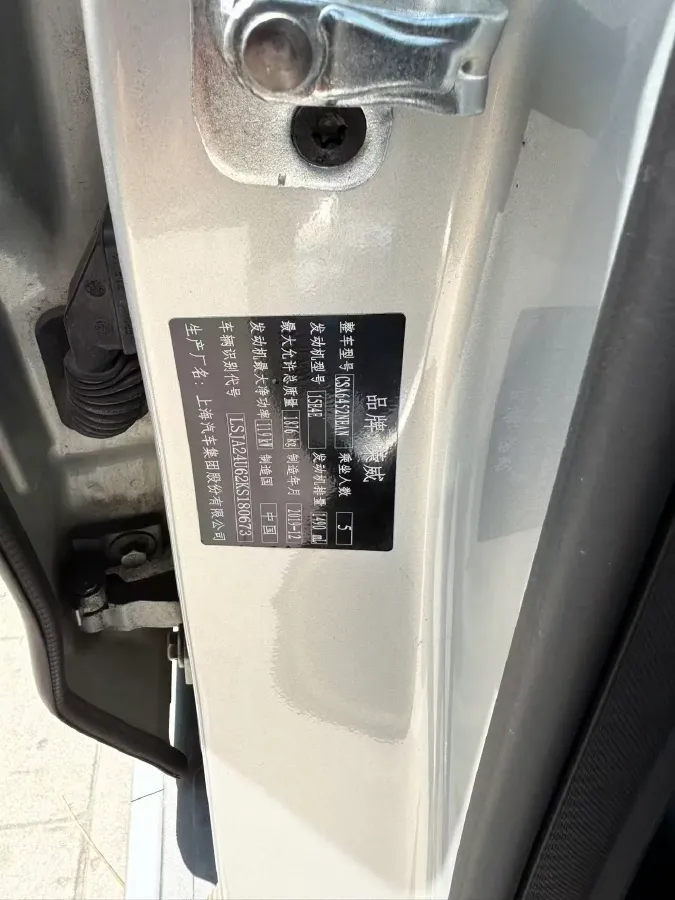 品牌 荣威
整车型号 CSA6452NEAN 乘坐人数 5
发动机型号 15E4E 发动机排量 1490 ml
最大允许总质量 1876 kg 制造年月 2019-12
发动机最大净功率 110 kW 制造国 中国
车辆识别代号 LSJA24U62KS180673
生产厂名：上海汽车集团股份有限公司